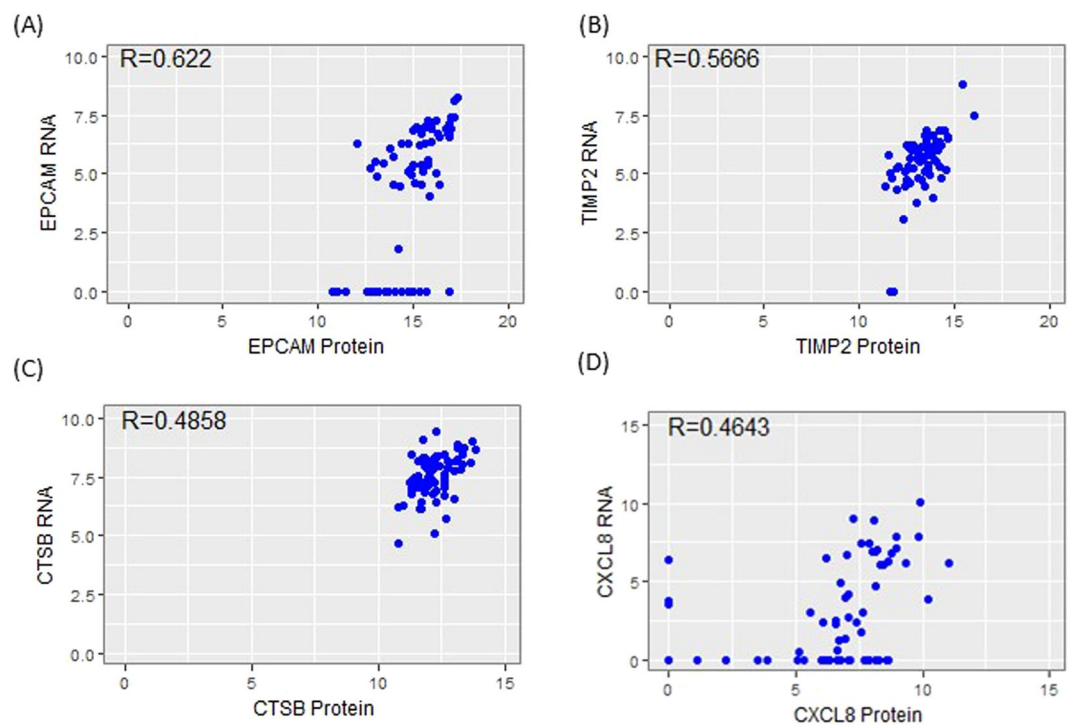 (A)
R=0.622
EPCAM RNA
10.0
7.5
5.0
2.5
0.0
0 5 10 15 20
EPCAM Protein
(B)
R=0.5666
TIMP2 RNA
10.0
7.5
5.0
2.5
0.0
0 5 10 15 20
TIMP2 Protein
(C)
R=0.4858
CTSB RNA
10.0
7.5
5.0
2.5
0.0
0 5 10 15
CTSB Protein
(D)
R=0.4643
CXCL8 RNA
15
10
5
0
0 5 10 15
CXCL8 Protein